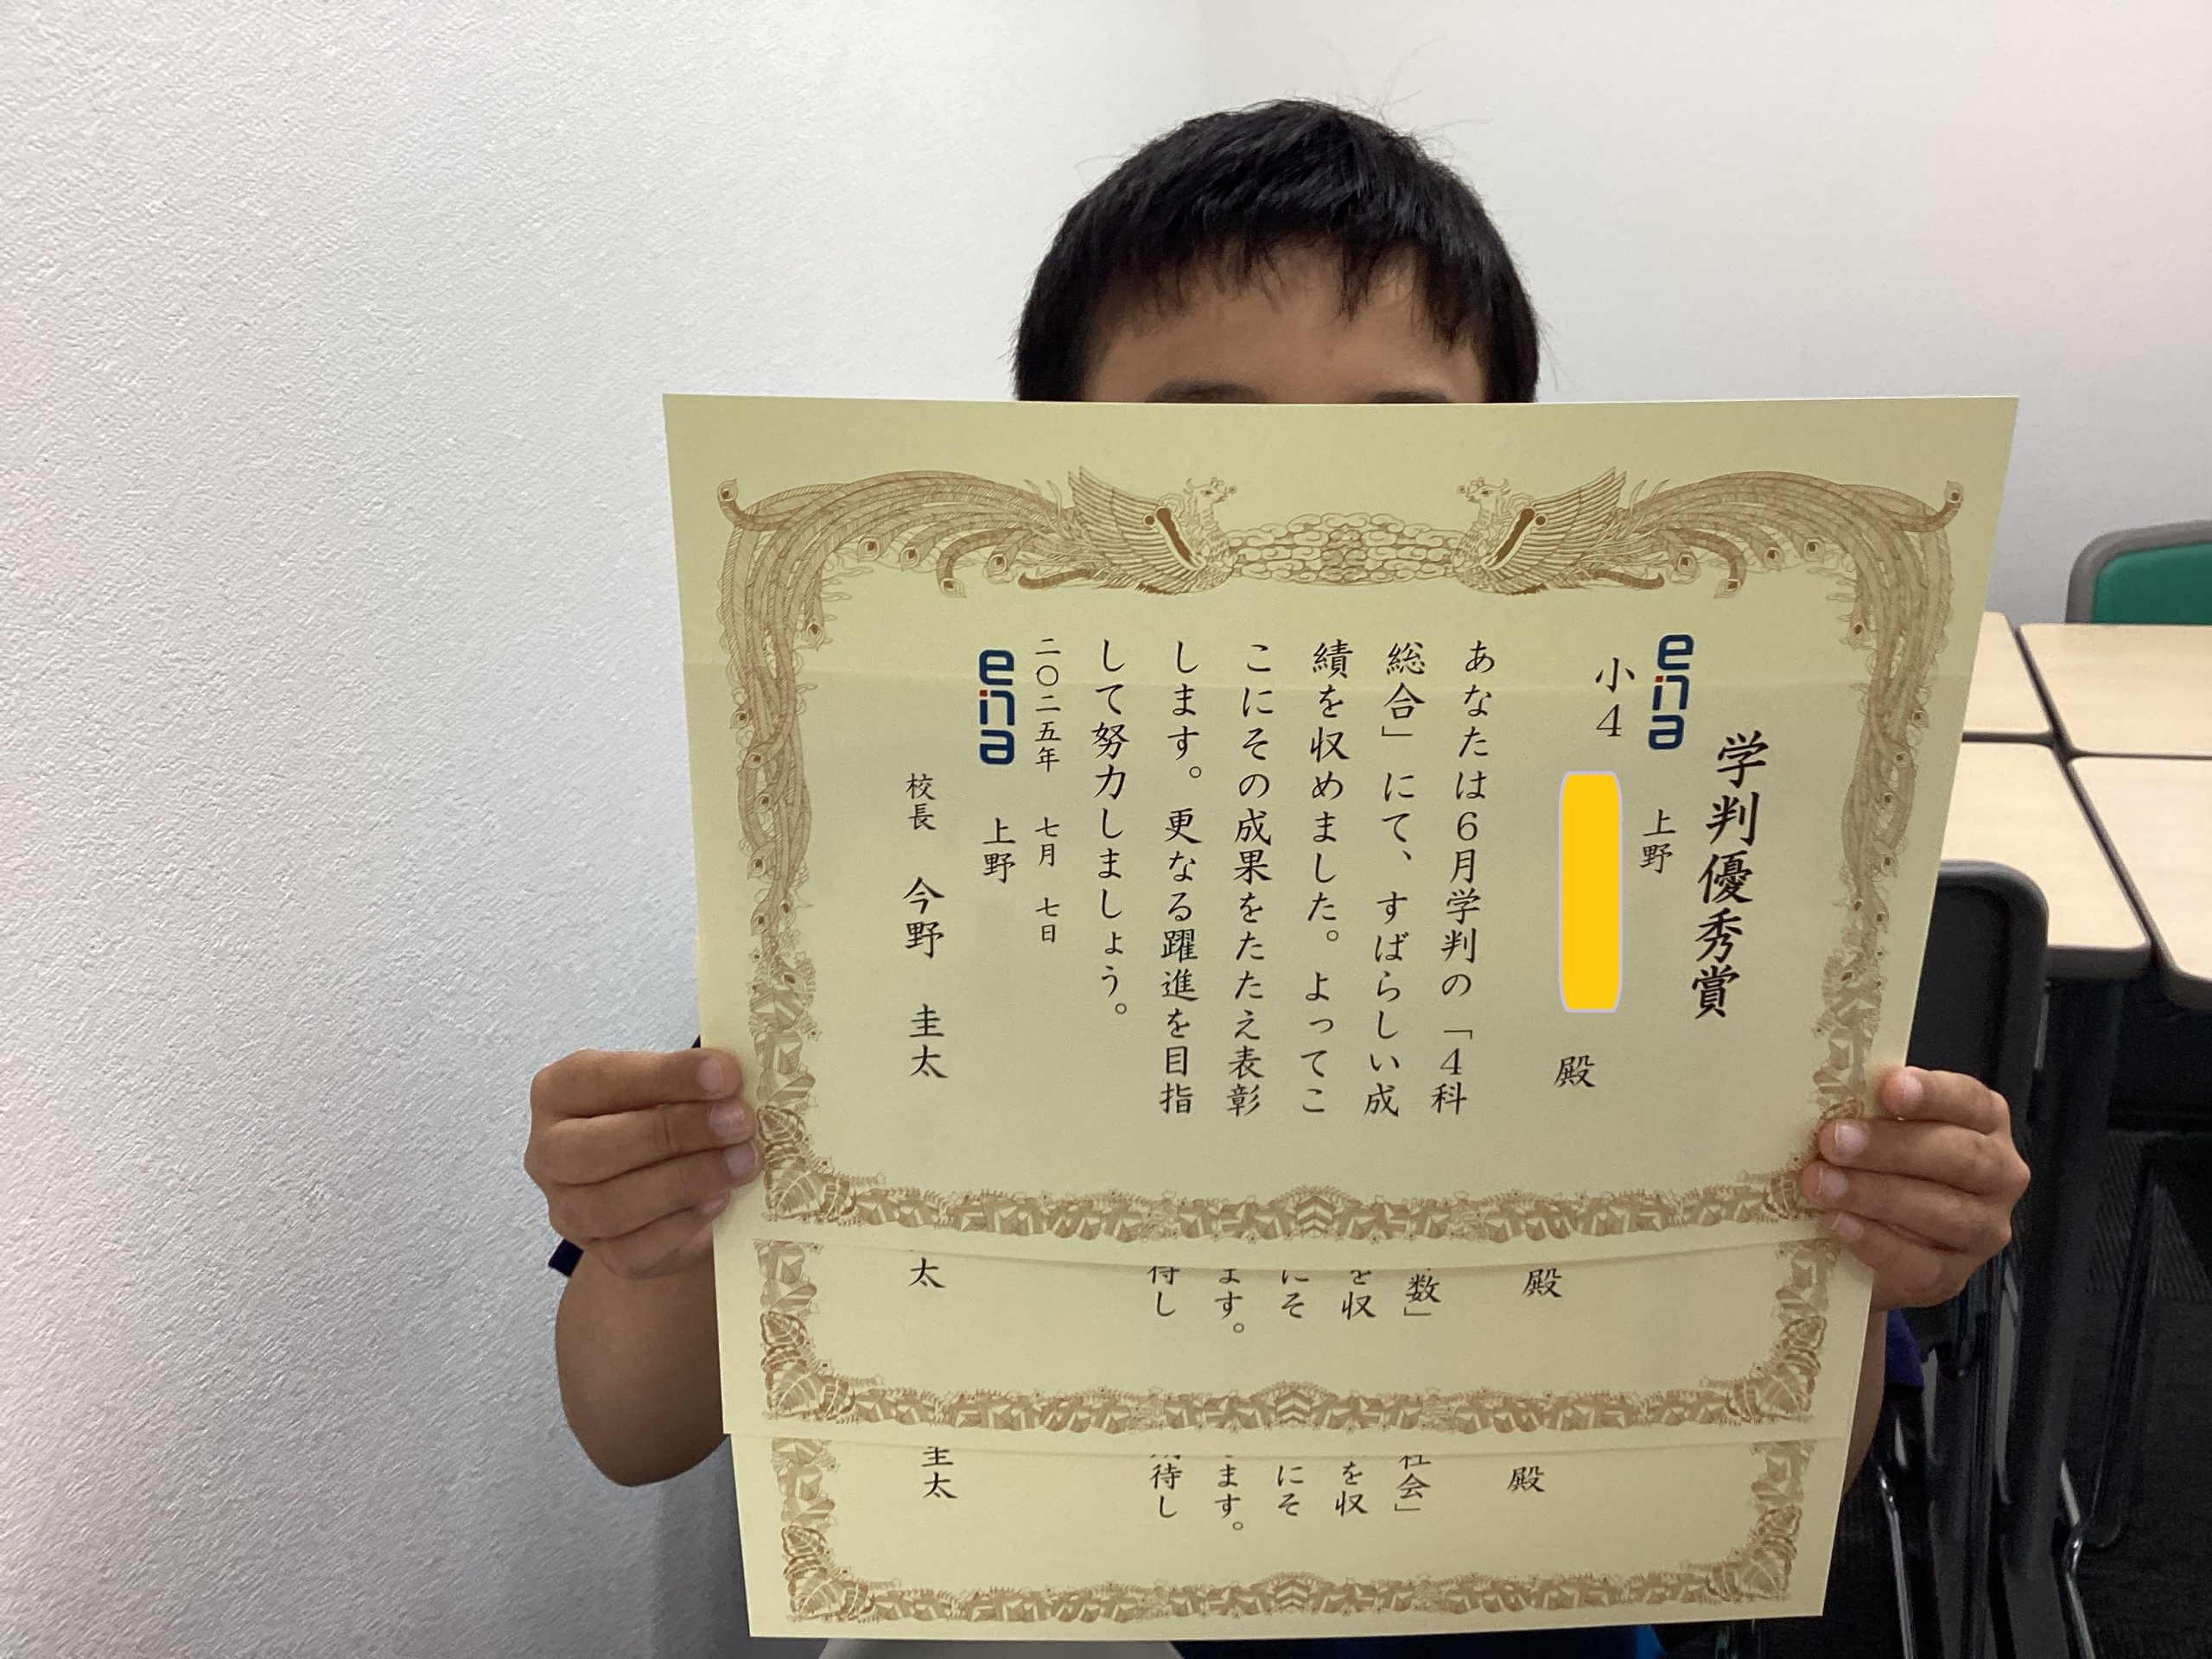 学判優秀賞
ena 上野
小4 殿
あなたは6月学判の「4科
総合」にて、すばらしい成
績を収めました。よってこ
こにその成果をたたえ表彰
します。更なる躍進を目指
して努力しましょう。
二〇二五年 七月 七日
ena 上野
校長 今野 圭太
殿
数」
を収
にそ
ます。
待し
太
殿
社会」
を収
にそ
ます。
期待し
圭太